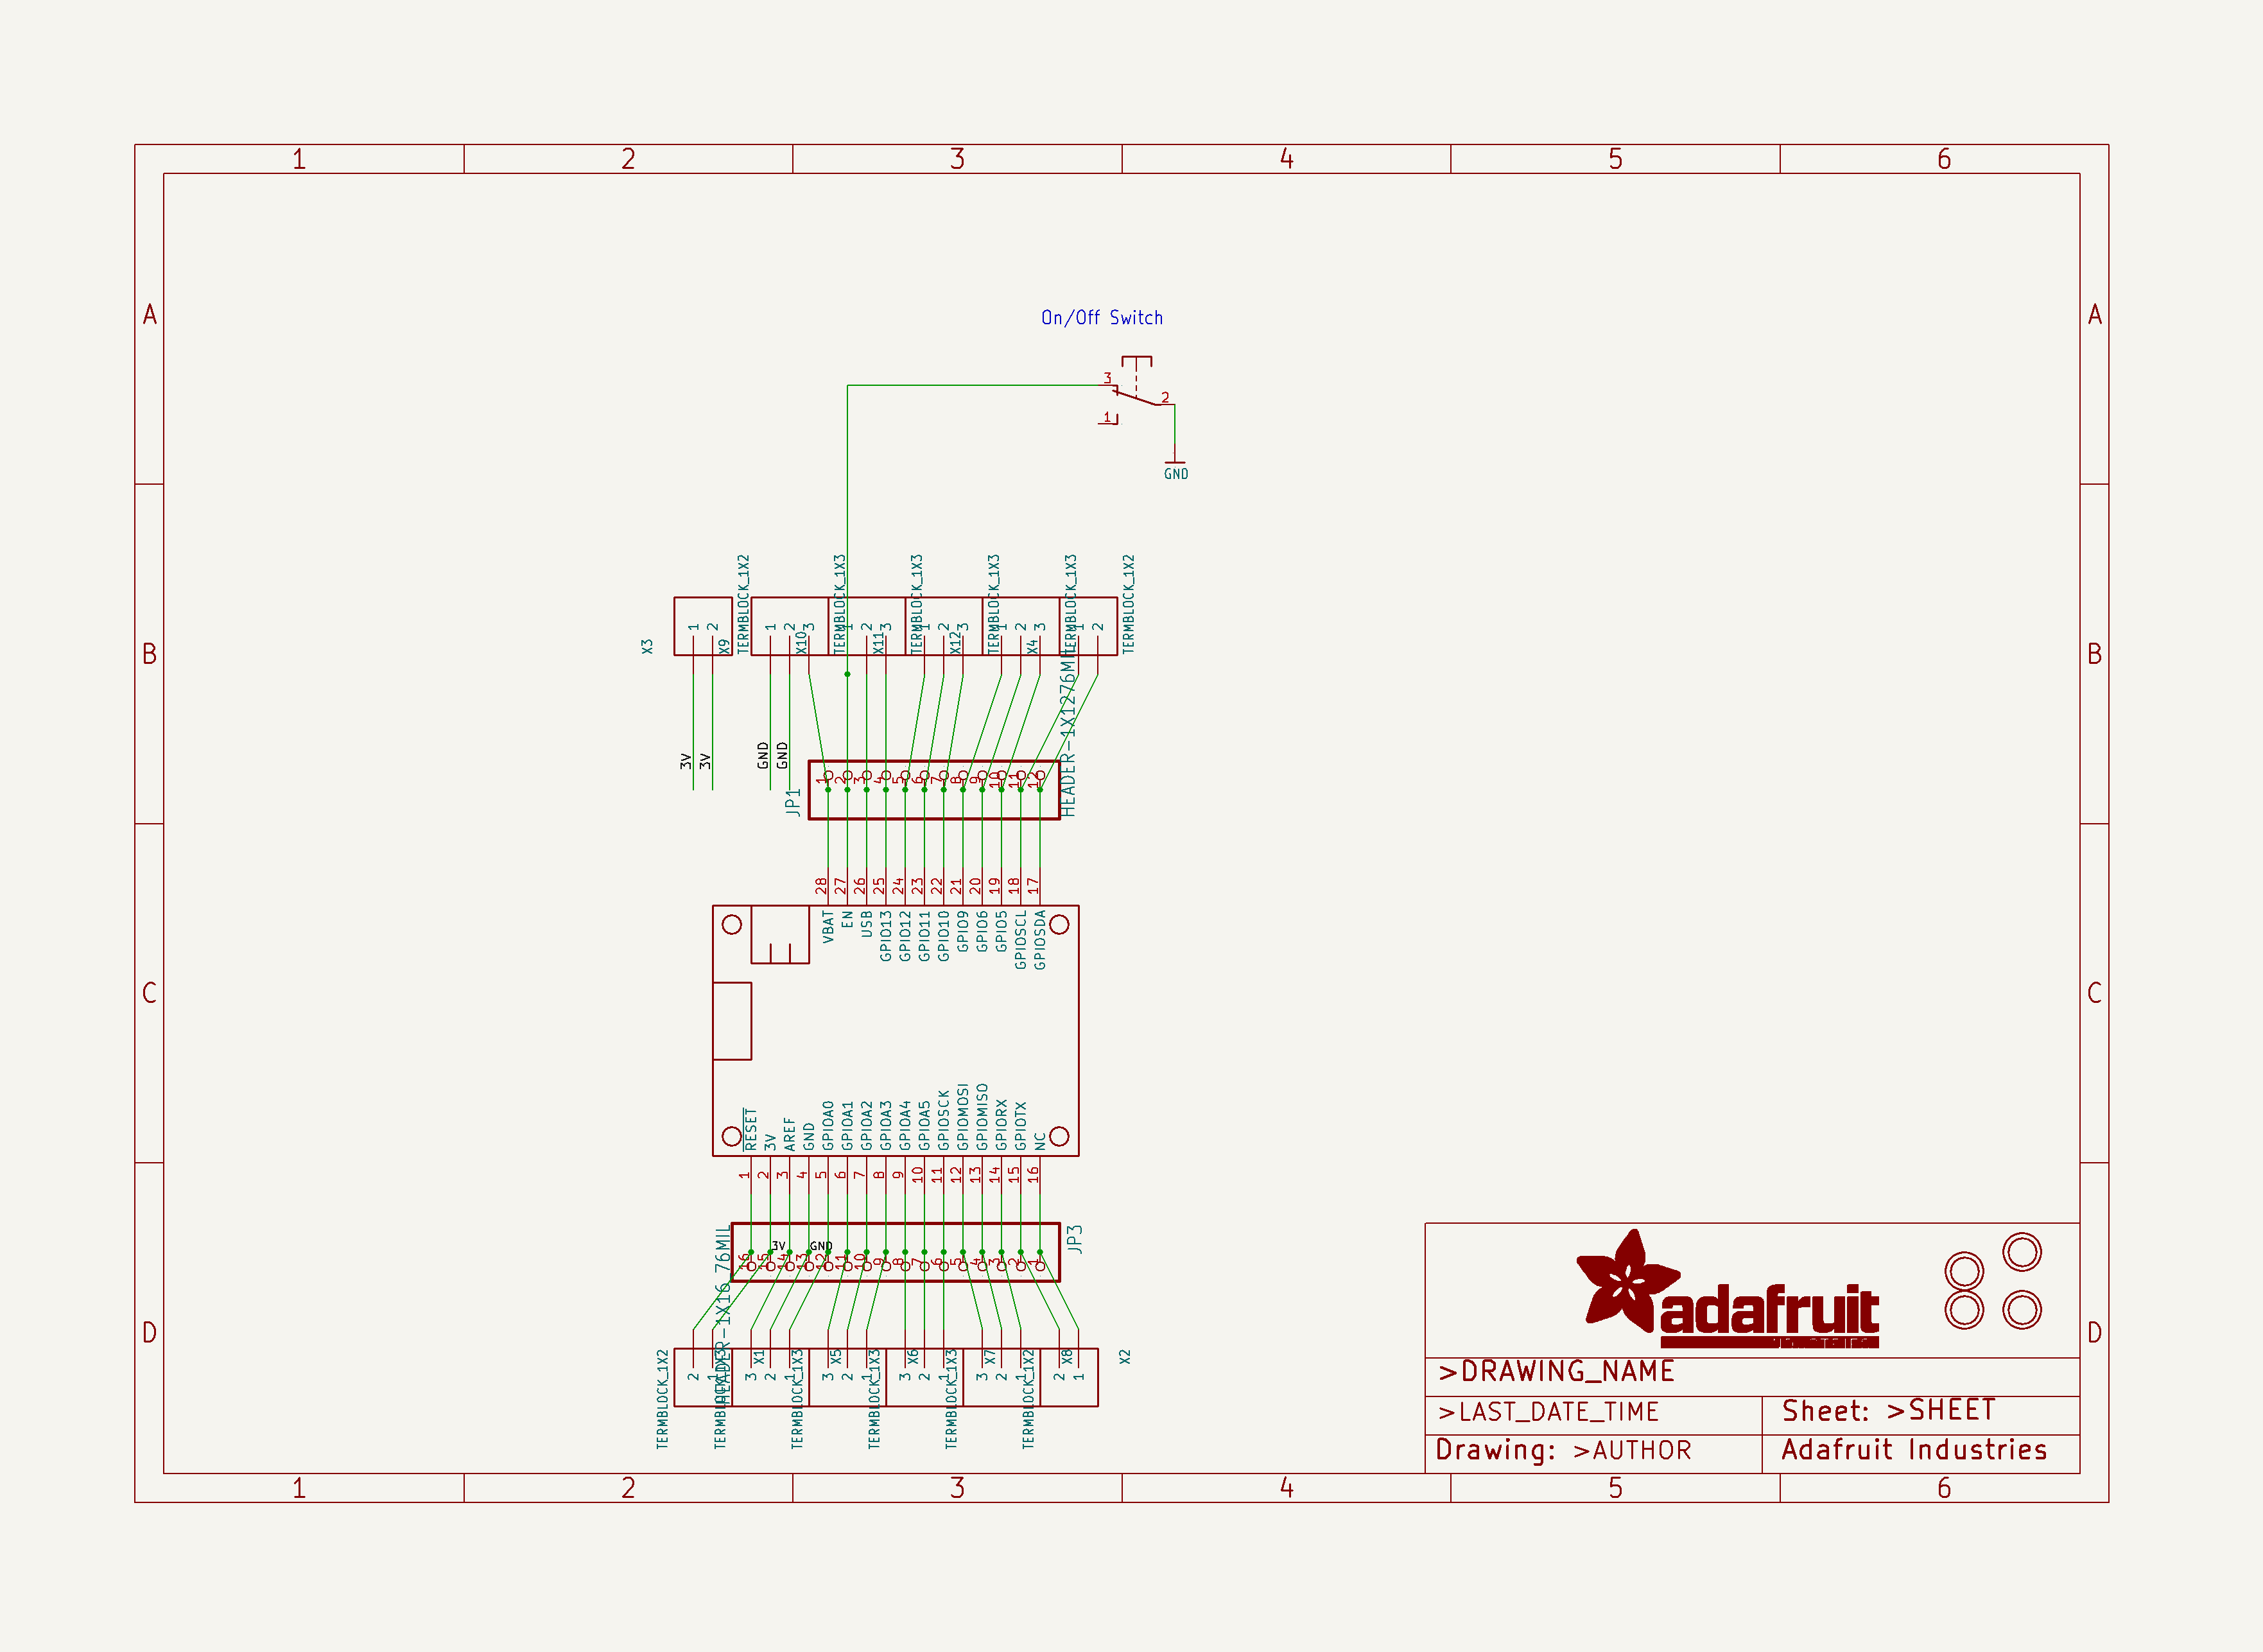 1 2 3 4 5 6
A A
On/Off Switch
3
2
1
GND
TERMBLOCK_1X2 TERMBLOCK_1X3 TERMBLOCK_1X3 TERMBLOCK_1X3 TERMBLOCK_1X3 TERMBLOCK_1X2
1 2 1 2 3 1 2 3 1 2 3 1 2 3 1 2
X3 X9 X10 X11 X12 X4
B B
HEADER-1X1276MIL
3V 3V GND GND
1 2 3 4 5 6 7 8 9 10 11 12
JP1
28 27 26 25 24 23 22 21 20 19 18 17
VBAT EN USB GPIO13 GPIO12 GPIO11 GPIO10 GPIO9 GPIO6 GPIO5 GPIOSCL GPIOSDA
C C
RESET 3V AREF GND GPIOA0 GPIOA1 GPIOA2 GPIOA3 GPIOA4 GPIOA5 GPIOSCK GPIOMOSI GPIOMISO GPIORX GPIOTX NC
1 2 3 4 5 6 7 8 9 10 11 12 13 14 15 16
JP3
3V GND
16 15 14 13 12 11 10 9 8 7 6 5 4 3 2 1
HEADER-1X16 76MIL
D D
X1 X5 X6 X7 X8 X2
2 1 3 2 1 3 2 1 3 2 1 3 2 1 2 1
TERMBLOCK_1X2 TERMBLOCK_1X3 TERMBLOCK_1X3 TERMBLOCK_1X3 TERMBLOCK_1X3 TERMBLOCK_1X2
adafruit
>DRAWING_NAME
>LAST_DATE_TIME Sheet: >SHEET
Drawing: >AUTHOR Adafruit Industries
1 2 3 4 5 6